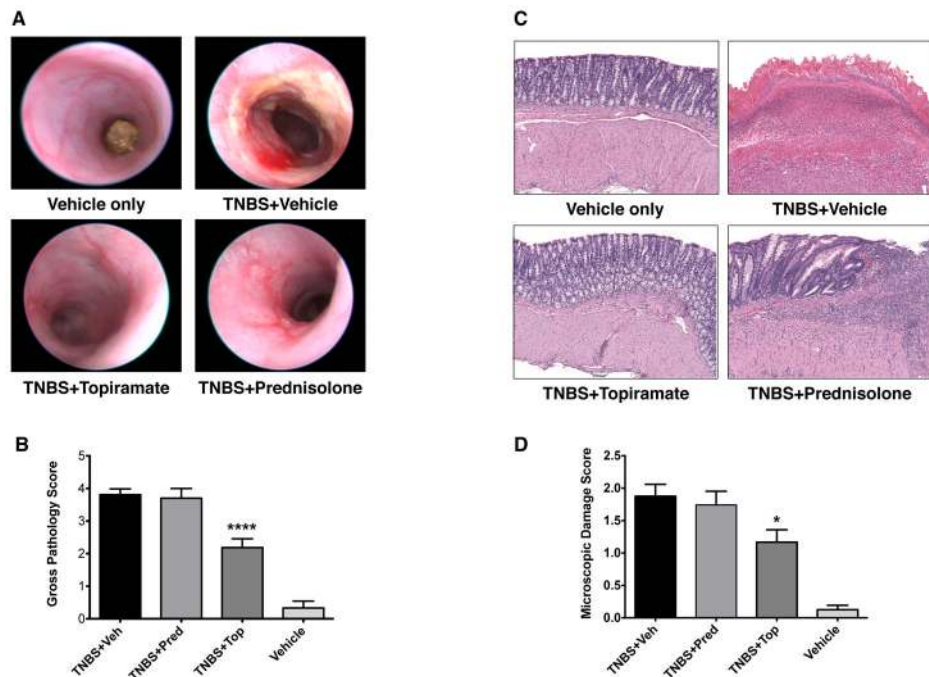 A
Vehicle only
TNBS+Vehicle
TNBS+Topiramate
TNBS+Prednisolone
B
Gross Pathology Score
5
4
3
2
1
0
****
TNBS+Veh
TNBS+Pred
TNBS+Top
Vehicle
C
Vehicle only
TNBS+Vehicle
TNBS+Topiramate
TNBS+Prednisolone
D
Microscopic Damage Score
2.5
2.0
1.5
1.0
0.5
0.0
*
TNBS+Veh
TNBS+Pred
TNBS+Top
Vehicle